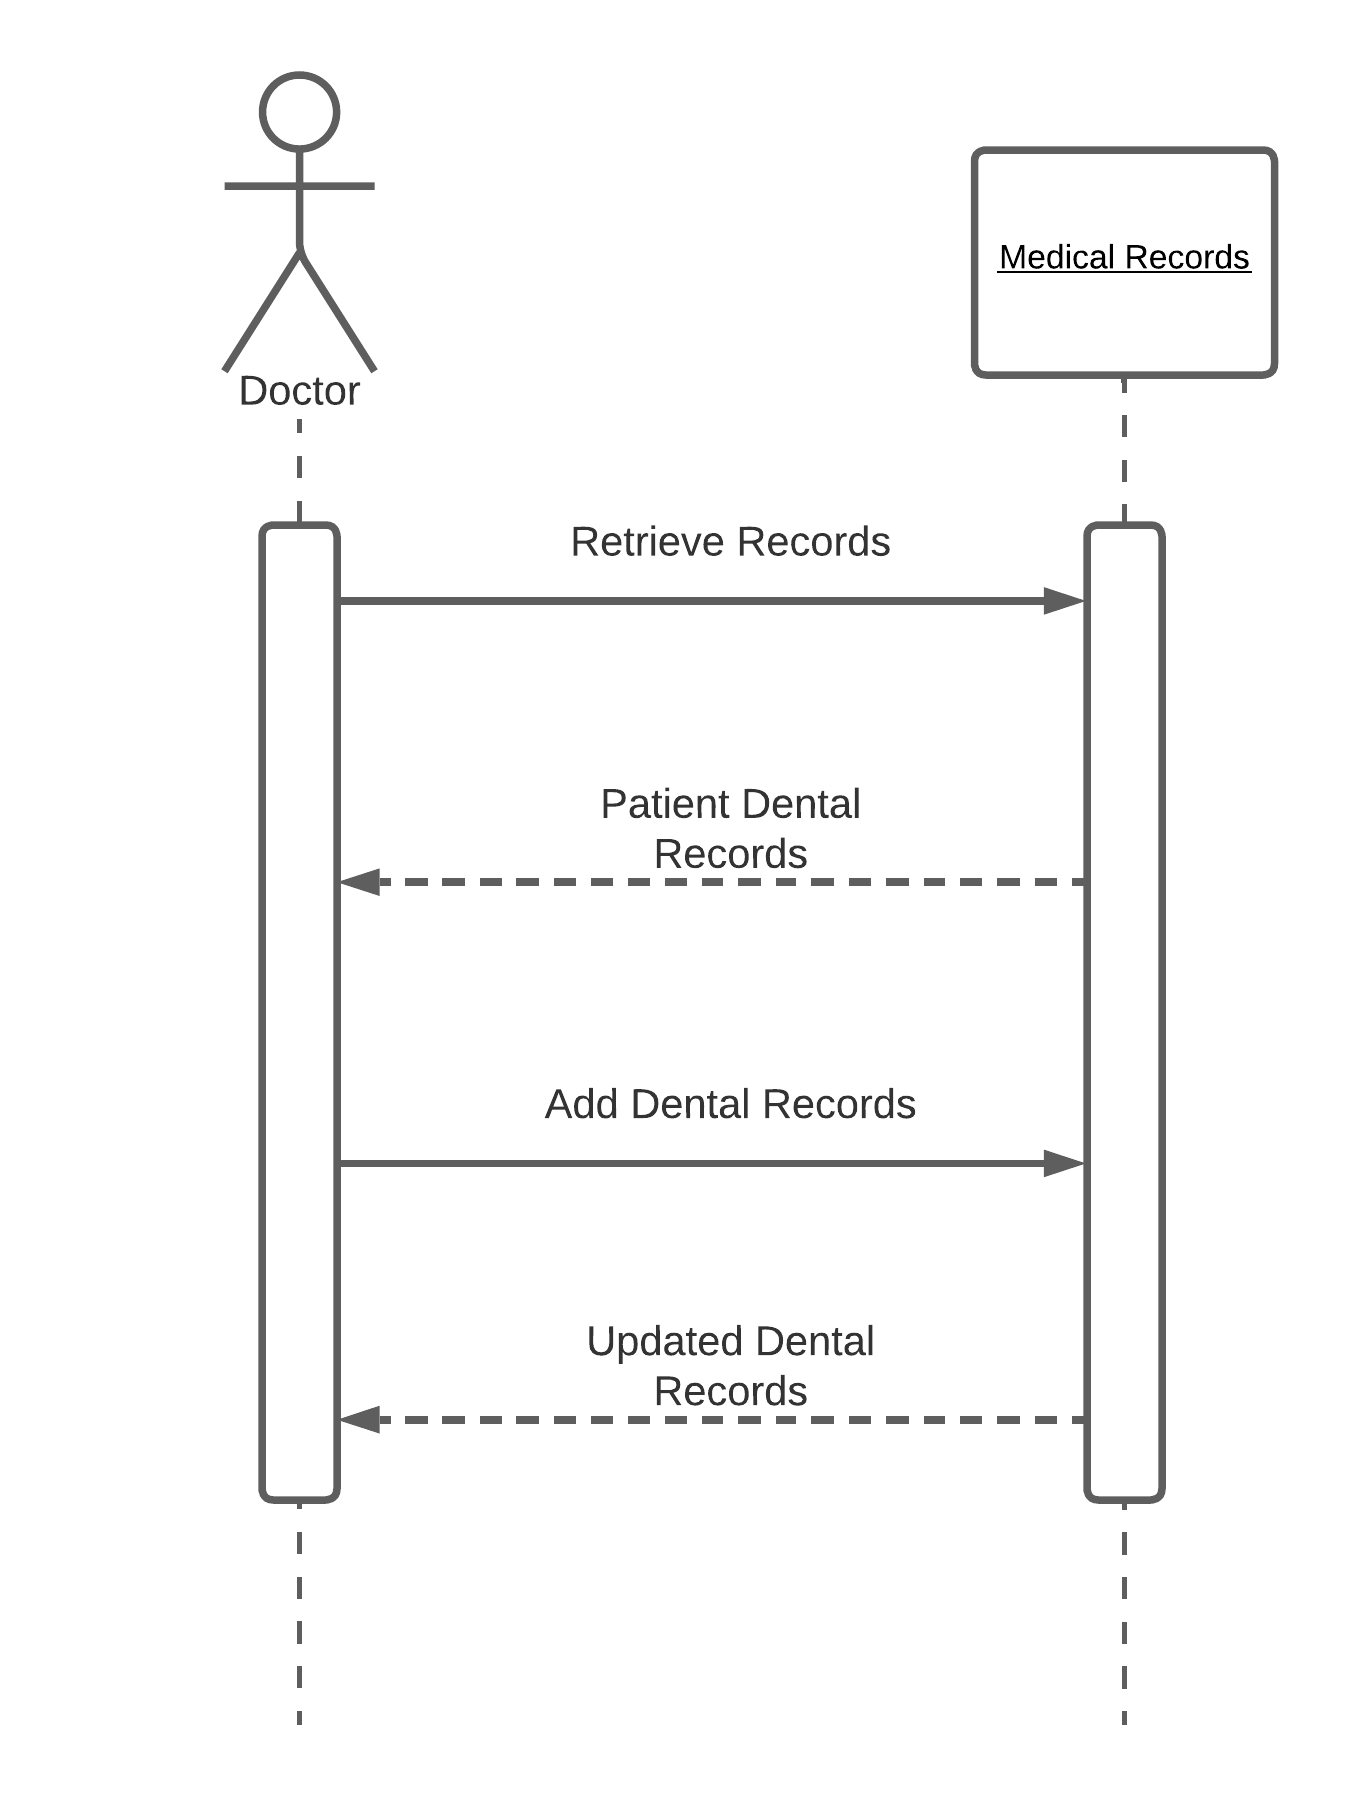 Medical Records
Doctor
Retrieve Records
Patient Dental
Records
Add Dental Records
Updated Dental
Records